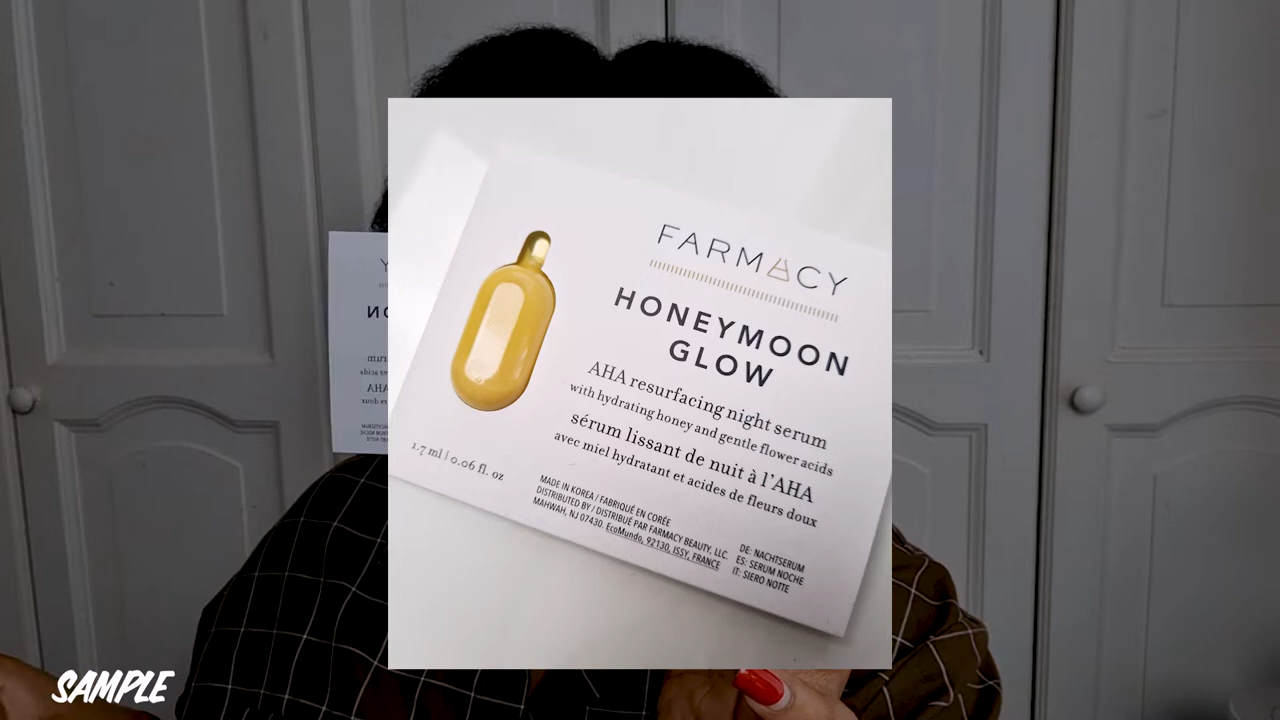 FARMACY
HONEYMOON
GLOW
AHA resurfacing night serum
with hydrating honey and gentle flower acids
sérum lissant de nuit à l'AHA
avec miel hydratant et acides de fleurs doux
1.7 ml | 0.06 fl. oz
MADE IN KOREA / FABRIQUÉ EN CORÉE
DISTRIBUTED BY / DISTRIBUÉ PAR FARMACY BEAUTY, LLC
MAHWAH, NJ 07430. EcoMundo, 92130, ISSY, FRANCE
DE: NACHTSERUM
ES: SERUM NOCHE
IT: SIERO NOTTE
SAMPLE